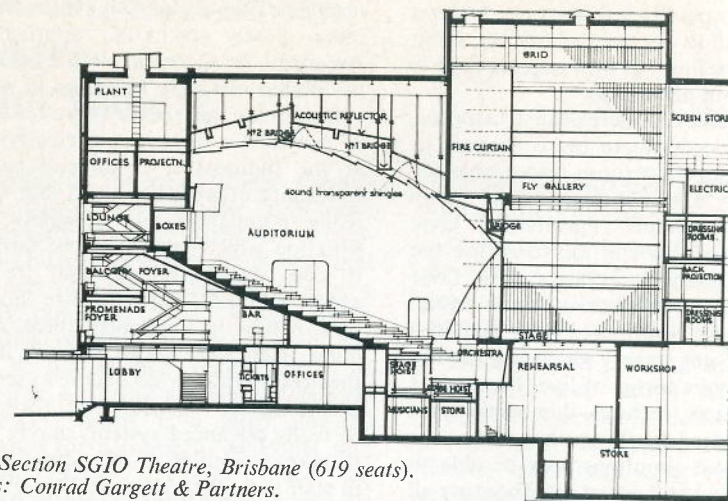 GRID
PLANT
ACOUSTIC REFLECTOR
SCREEN STORE
Nº2 BRIDGE
Nº1 BRIDGE
FIRE CURTAIN
OFFICES
PROJECTN.
sound transparent shingles
FLY GALLERY
ELECTRIC
LOUNGE
BOXES
AUDITORIUM
BRIDGE
DRESSING
ROOMS
BALCONY FOYER
BACK
PROJECTION
PROMENADE
FOYER
BAR
DRESSING
ROOMS
STAGE
ORCHESTRA
LOBBY
TICKETS
OFFICES
HOIST
HOIST
REHEARSAL
WORKSHOP
MUSICIANS
STORE
STORE
Section SGIO Theatre, Brisbane (619 seats).
s: Conrad Gargett & Partners.